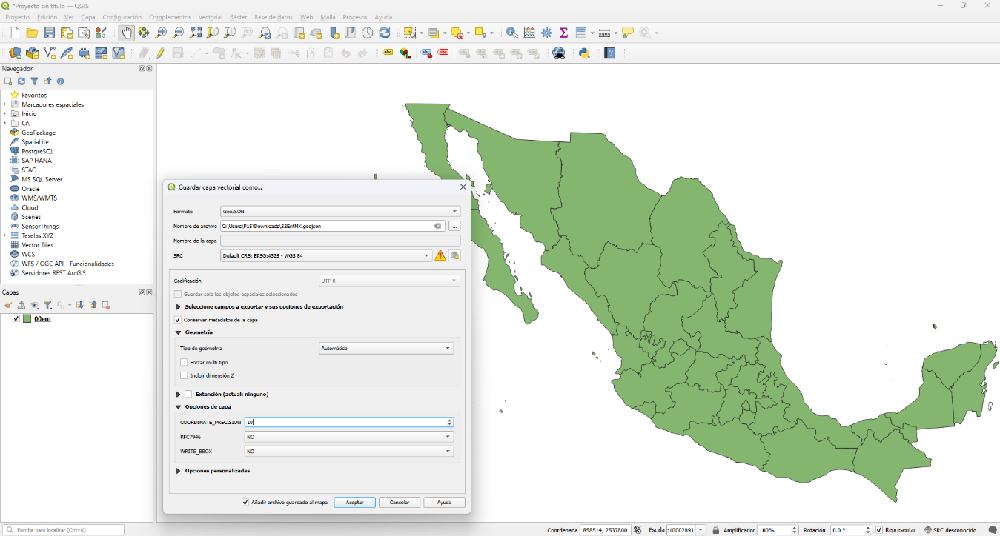 *Proyecto sin título — QGIS
Proyecto Edición Ver Capa Configuración Complementos Vectorial Ráster Base de datos Web Malla Procesos Ayuda
Navegador
Favoritos
Marcadores espaciales
Inicio
C:\
GeoPackage
SpatiaLite
PostgreSQL
SAP HANA
STAC
MS SQL Server
Oracle
WMS/WMTS
Cloud
Scenes
SensorThings
Teselas XYZ
Vector Tiles
WCS
WFS / OGC API - Funcionalidades
Servidores REST ArcGIS
Capas
00ent
Guardar capa vectorial como...
Formato GeoJSON
Nombre de archivo C:\Users\P15\Downloads\32EntMX.geojson ...
Nombre de la capa
SRC Default CRS: EPSG:4326 - WGS 84
Codificación UTF-8
Guardar sólo los objetos espaciales seleccionados
Seleccione campos a exportar y sus opciones de exportación
Conservar metadatos de la capa
Geometría
Tipo de geometría Automático
Forzar multi tipo
Incluir dimensión Z
Extensión (actual: ninguno)
Opciones de capa
COORDINATE_PRECISION 10
RFC7946 NO
WRITE_BBOX NO
Opciones personalizadas
Añadir archivo guardado al mapa Aceptar Cancelar Ayuda
Escriba para localizar (Ctrl+K) Coordenada 858514, 2537800 Escala :10002891 Amplificador 100% Rotación 0.0 ° Representar SRC desconocido